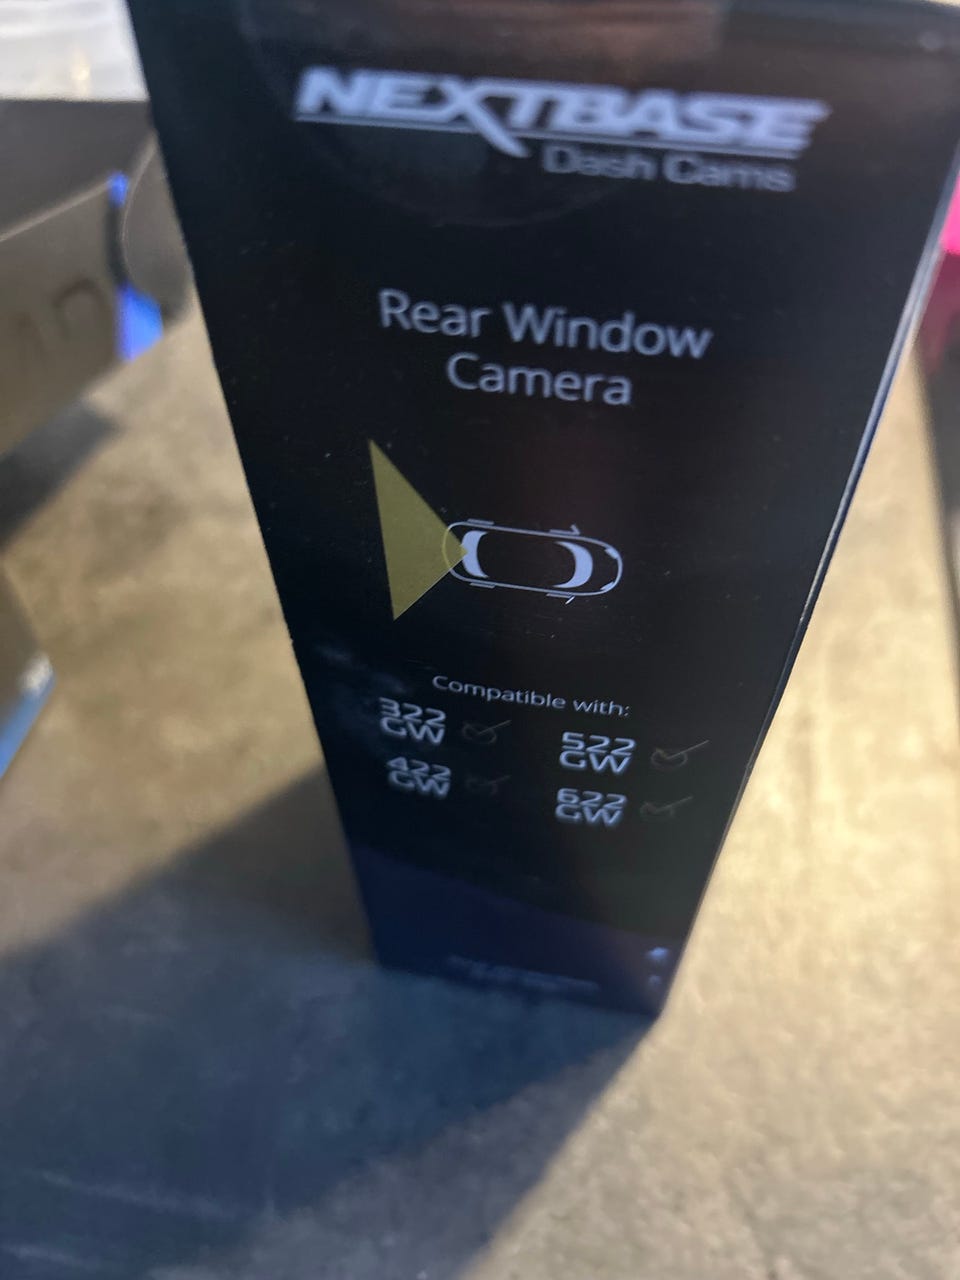 NEXTBASE
Dash Cams
Rear Window
Camera
Compatible with:
322
GW
522
GW
422
GW
622
GW